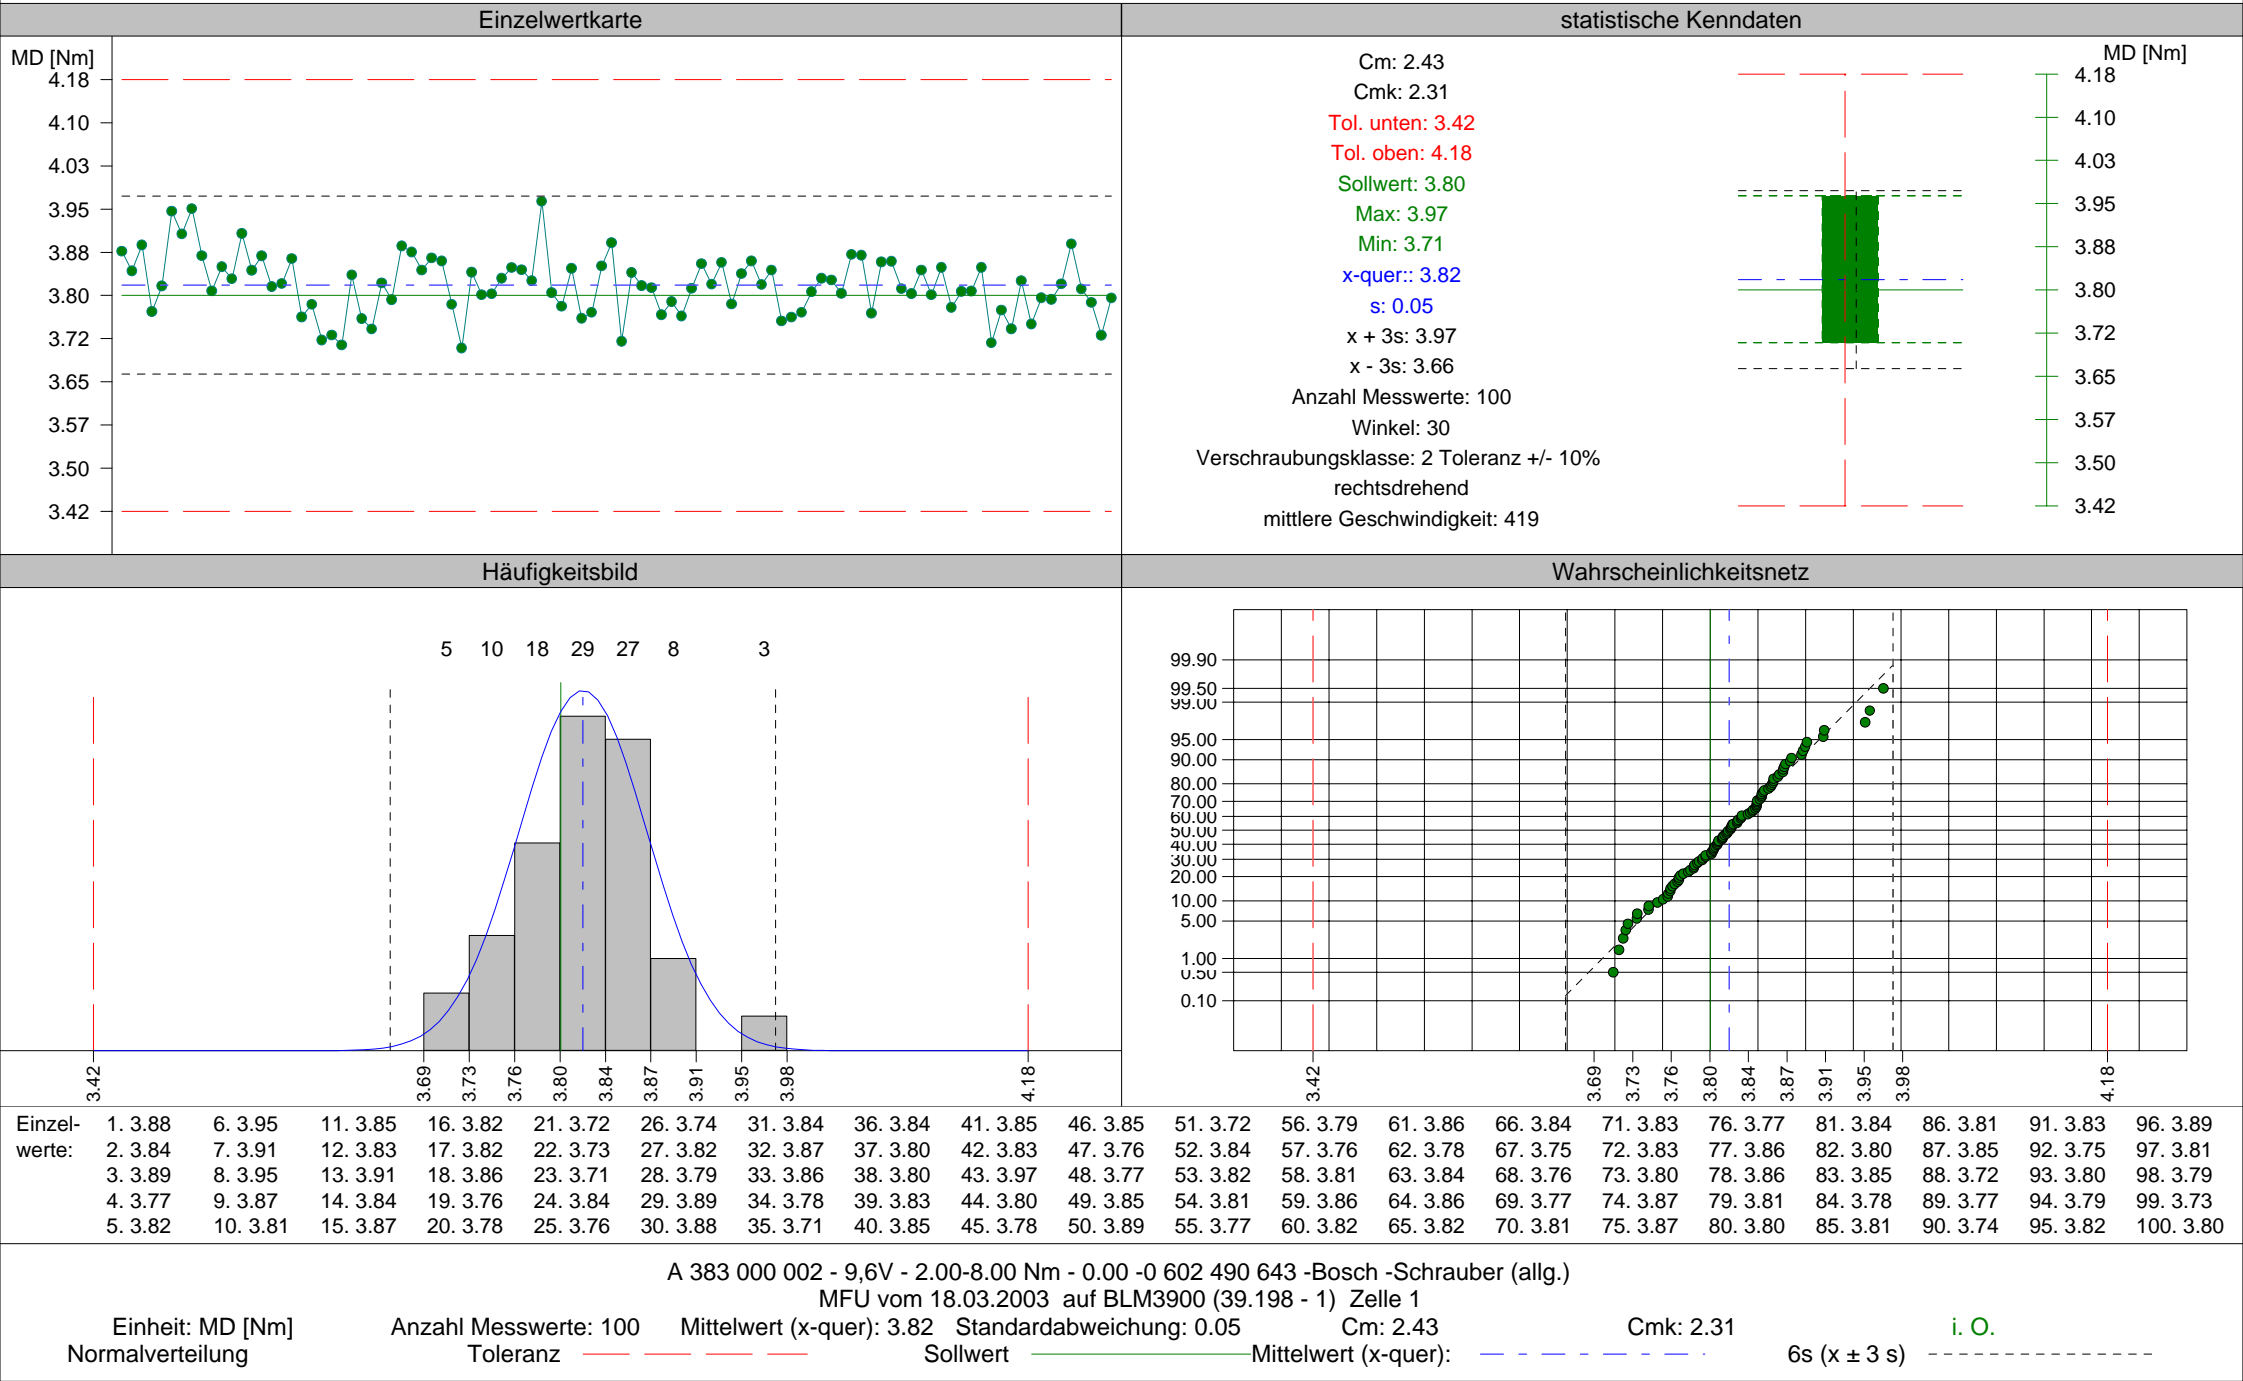 Einzelwertkarte
MD [Nm]
4.18
4.10
4.03
3.95
3.88
3.80
3.72
3.65
3.57
3.50
3.42
statistische Kenndaten
Cm: 2.43
Cmk: 2.31
Tol. unten: 3.42
Tol. oben: 4.18
Sollwert: 3.80
Max: 3.97
Min: 3.71
x-quer:: 3.82
s: 0.05
x + 3s: 3.97
x - 3s: 3.66
Anzahl Messwerte: 100
Winkel: 30
Verschraubungsklasse: 2 Toleranz +/- 10%
rechtsdrehend
mittlere Geschwindigkeit: 419
MD [Nm]
4.18
4.10
4.03
3.95
3.88
3.80
3.72
3.65
3.57
3.50
3.42
Häufigkeitsbild
5 10 18 29 27 8 3
3.42 3.69 3.73 3.76 3.80 3.84 3.87 3.91 3.95 3.98 4.18
Wahrscheinlichkeitsnetz
99.90
99.50
99.00
95.00
90.00
80.00
70.00
60.00
50.00
40.00
30.00
20.00
10.00
5.00
1.00
0.50
0.10
3.42 3.69 3.73 3.76 3.80 3.84 3.87 3.91 3.95 3.98 4.18
Einzel- 1. 3.88 6. 3.95 11. 3.85 16. 3.82 21. 3.72 26. 3.74 31. 3.84 36. 3.84 41. 3.85 46. 3.85 51. 3.72 56. 3.79 61. 3.86 66. 3.84 71. 3.83 76. 3.77 81. 3.84 86. 3.81 91. 3.83 96. 3.89
werte: 2. 3.84 7. 3.91 12. 3.83 17. 3.82 22. 3.73 27. 3.82 32. 3.87 37. 3.80 42. 3.83 47. 3.76 52. 3.84 57. 3.76 62. 3.78 67. 3.75 72. 3.83 77. 3.86 82. 3.80 87. 3.85 92. 3.75 97. 3.81
3. 3.89 8. 3.95 13. 3.91 18. 3.86 23. 3.71 28. 3.79 33. 3.86 38. 3.80 43. 3.97 48. 3.77 53. 3.82 58. 3.81 63. 3.84 68. 3.76 73. 3.80 78. 3.86 83. 3.85 88. 3.72 93. 3.80 98. 3.79
4. 3.77 9. 3.87 14. 3.84 19. 3.76 24. 3.84 29. 3.89 34. 3.78 39. 3.83 44. 3.80 49. 3.85 54. 3.81 59. 3.86 64. 3.86 69. 3.77 74. 3.87 79. 3.81 84. 3.78 89. 3.77 94. 3.79 99. 3.73
5. 3.82 10. 3.81 15. 3.87 20. 3.78 25. 3.76 30. 3.88 35. 3.71 40. 3.85 45. 3.78 50. 3.89 55. 3.77 60. 3.82 65. 3.82 70. 3.81 75. 3.87 80. 3.80 85. 3.81 90. 3.74 95. 3.82 100. 3.80
A 383 000 002 - 9,6V - 2.00-8.00 Nm - 0.00 -0 602 490 643 -Bosch -Schrauber (allg.)
MFU vom 18.03.2003 auf BLM3900 (39.198 - 1) Zelle 1
Einheit: MD [Nm] Anzahl Messwerte: 100 Mittelwert (x-quer): 3.82 Standardabweichung: 0.05 Cm: 2.43 Cmk: 2.31 i. O.
Normalverteilung Toleranz Sollwert Mittelwert (x-quer): 6s (x ± 3 s)